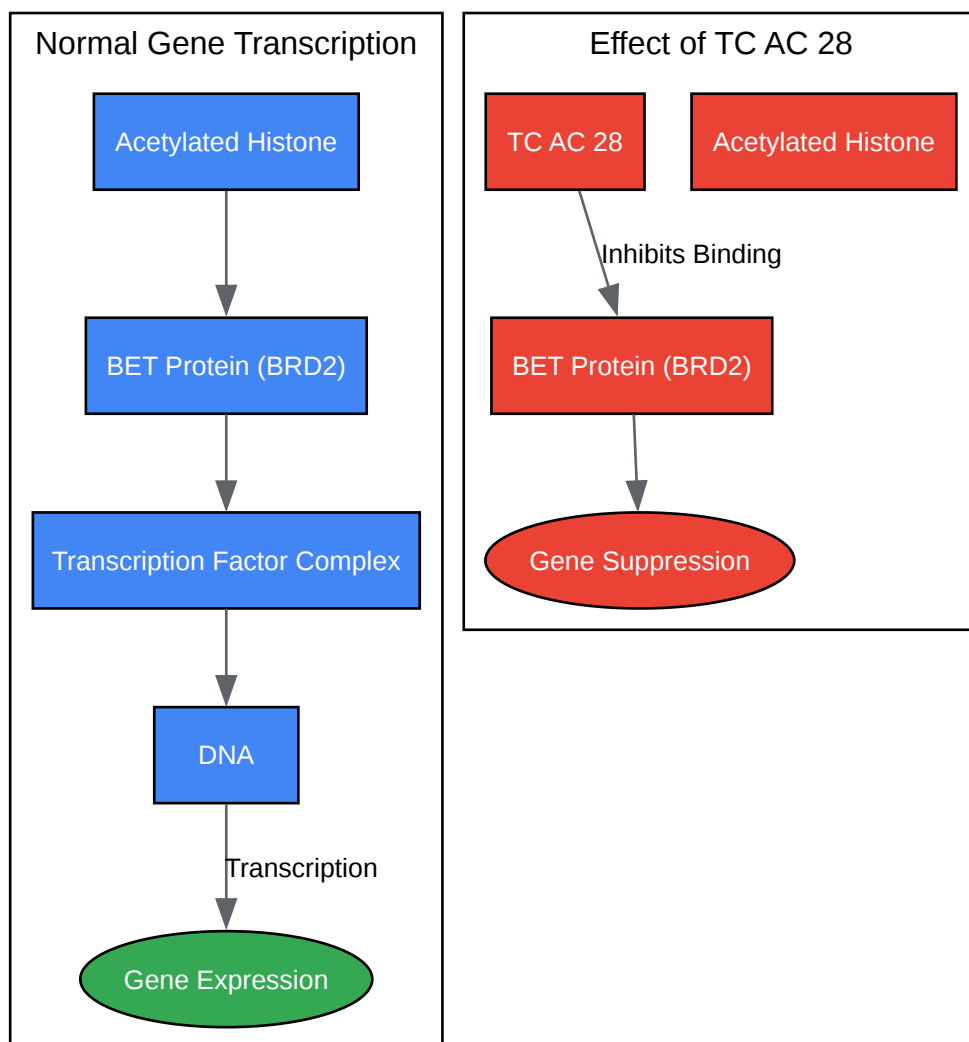 Normal Gene Transcription
Acetylated Histone
BET Protein (BRD2)
Transcription Factor Complex
DNA
Transcription
Gene Expression
Effect of TC AC 28
TC AC 28
Acetylated Histone
Inhibits Binding
BET Protein (BRD2)
Gene Suppression